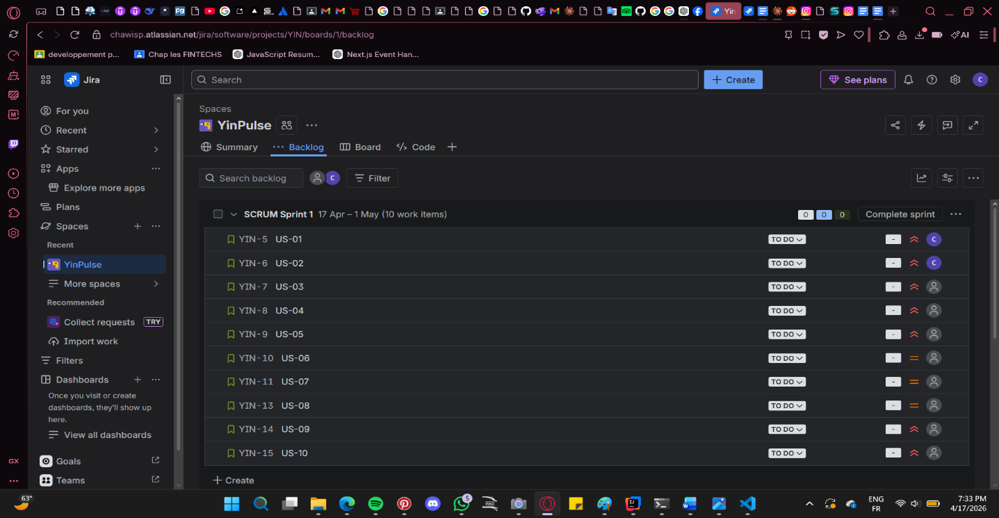 P9
Yin
chawisp.atlassian.net/jira/software/projects/YIN/boards/1/backlog
AI
developpement p...
Chap les FINTECHS
JavaScript Resum...
Next.js Event Han...
Jira
Search
Create
See plans
C
For you
Recent
Starred
Apps
Explore more apps
Plans
Spaces
Recent
YinPulse
More spaces
Recommended
Collect requests TRY
Import work
Filters
Dashboards
Once you visit or create
dashboards, they'll show up
here.
View all dashboards
Goals
Teams
Spaces
YinPulse
Summary
Backlog
Board
Code
Search backlog
C
Filter
SCRUM Sprint 1 17 Apr – 1 May (10 work items)
0 0 0 Complete sprint
YIN-5 US-01 TO DO - C
YIN-6 US-02 TO DO - C
YIN-7 US-03 TO DO -
YIN-8 US-04 TO DO -
YIN-9 US-05 TO DO -
YIN-10 US-06 TO DO -
YIN-11 US-07 TO DO -
YIN-13 US-08 TO DO -
YIN-14 US-09 TO DO -
YIN-15 US-10 TO DO -
Create
GX
63°
5
ENG
FR
7:33 PM
4/17/2026